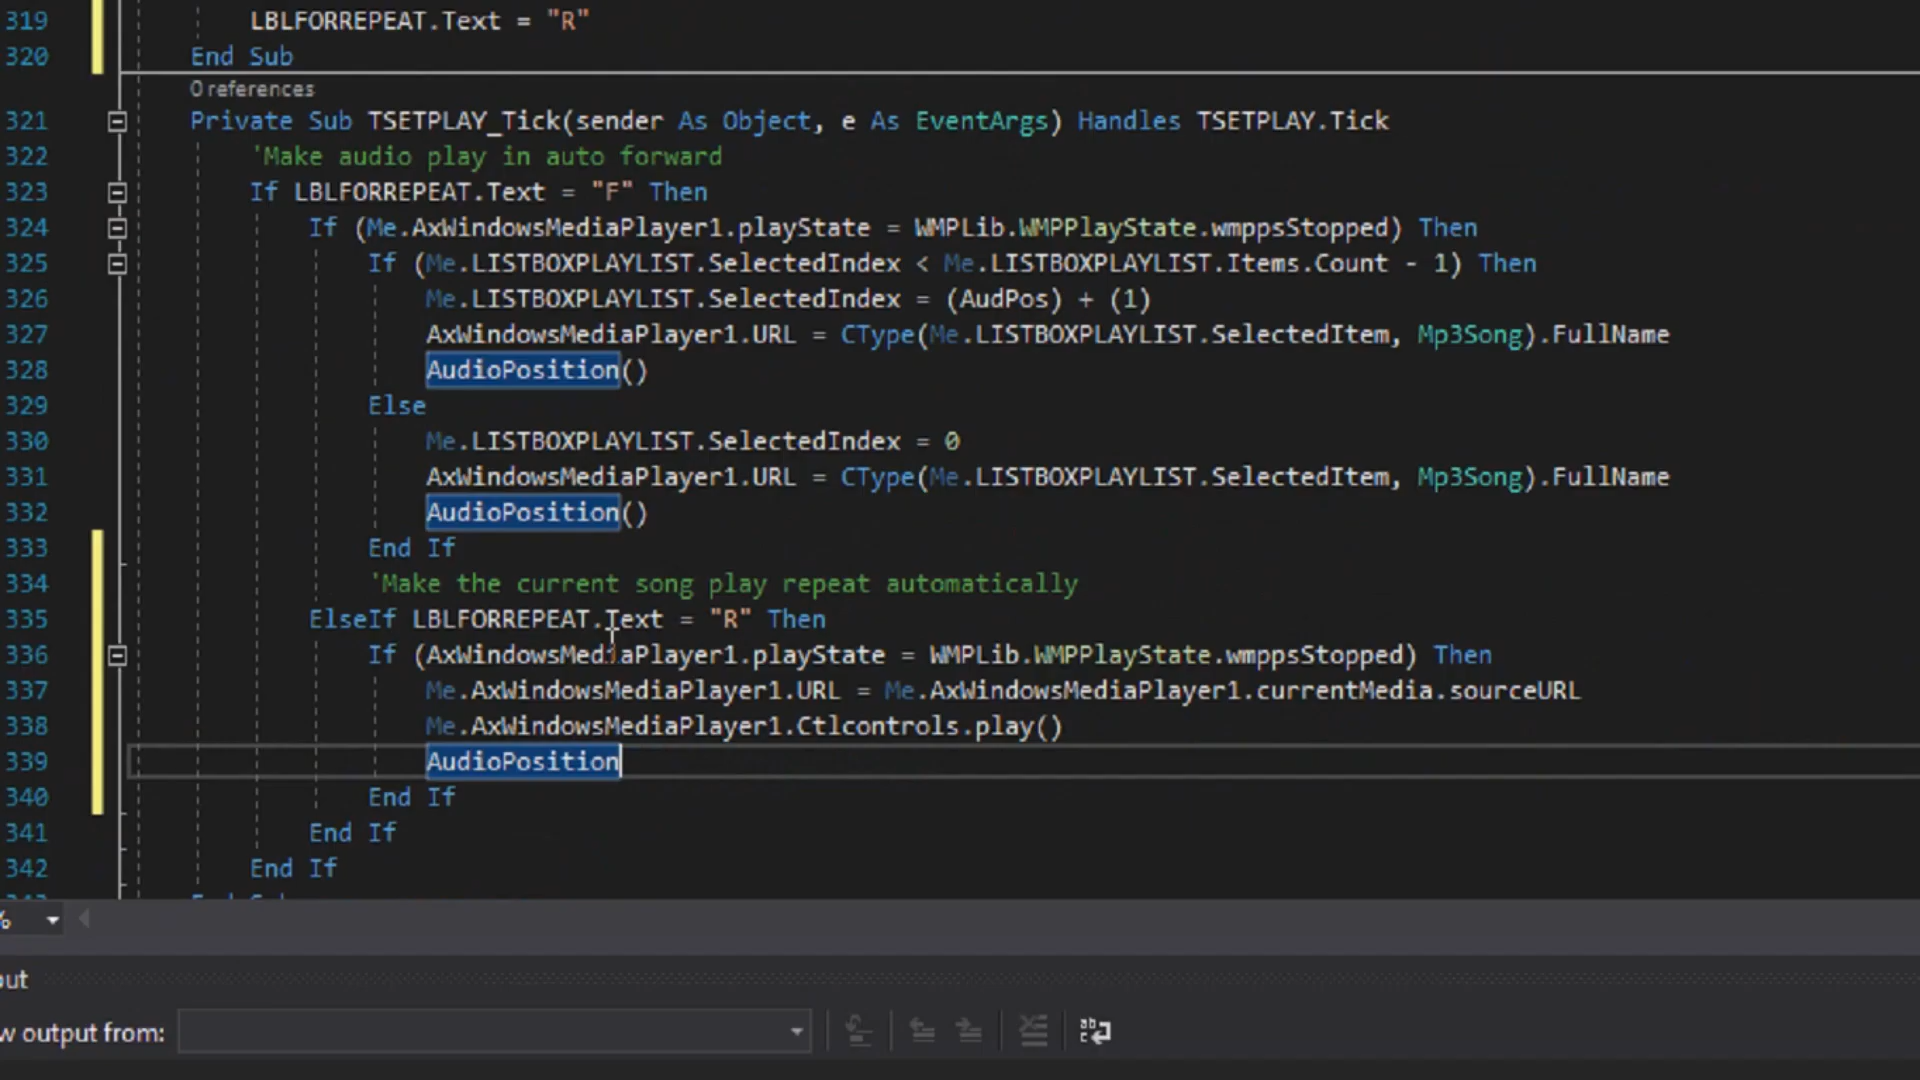 319 LBLFORREPEAT.Text = "R"
320 End Sub
0 references
321 Private Sub TSETPLAY_Tick(sender As Object, e As EventArgs) Handles TSETPLAY.Tick
322 'Make audio play in auto forward
323 If LBLFORREPEAT.Text = "F" Then
324 If (Me.AxWindowsMediaPlayer1.playState = WMPLib.WMPPlayState.wmppsStopped) Then
325 If (Me.LISTBOXPLAYLIST.SelectedIndex < Me.LISTBOXPLAYLIST.Items.Count - 1) Then
326 Me.LISTBOXPLAYLIST.SelectedIndex = (AudPos) + (1)
327 AxWindowsMediaPlayer1.URL = CType(Me.LISTBOXPLAYLIST.SelectedItem, Mp3Song).FullName
328 AudioPosition()
329 Else
330 Me.LISTBOXPLAYLIST.SelectedIndex = 0
331 AxWindowsMediaPlayer1.URL = CType(Me.LISTBOXPLAYLIST.SelectedItem, Mp3Song).FullName
332 AudioPosition()
333 End If
334 'Make the current song play repeat automatically
335 ElseIf LBLFORREPEAT.Text = "R" Then
336 If (AxWindowsMediaPlayer1.playState = WMPLib.WMPPlayState.wmppsStopped) Then
337 Me.AxWindowsMediaPlayer1.URL = Me.AxWindowsMediaPlayer1.currentMedia.sourceURL
338 Me.AxWindowsMediaPlayer1.Ctlcontrols.play()
339 AudioPosition
340 End If
341 End If
342 End If
%
out
w output from: